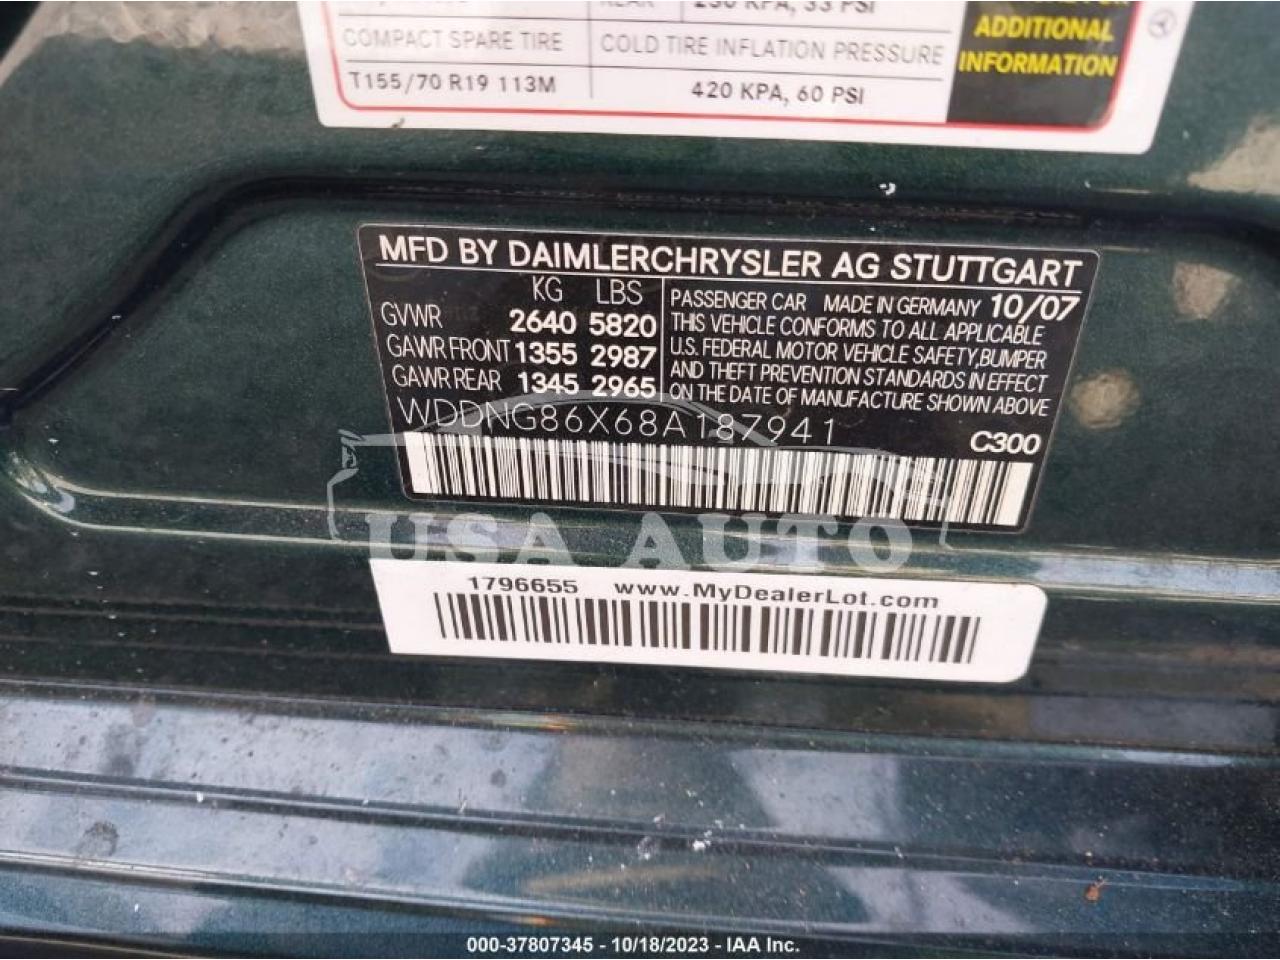 230 KPA, 33 PSI
COMPACT SPARE TIRE
COLD TIRE INFLATION PRESSURE
T155/70 R19 113M
420 KPA, 60 PSI
ADDITIONAL
INFORMATION
MFD BY DAIMLERCHRYSLER AG STUTTGART
KG LBS
GVWR 2640 5820
GAWR FRONT 1355 2987
GAWR REAR 1345 2965
PASSENGER CAR MADE IN GERMANY 10/07
THIS VEHICLE CONFORMS TO ALL APPLICABLE
U.S. FEDERAL MOTOR VEHICLE SAFETY,BUMPER
AND THEFT PREVENTION STANDARDS IN EFFECT
ON THE DATE OF MANUFACTURE SHOWN ABOVE
WDDNG86X68A187941
C300
USA AUTO
1796655 www.MyDealerLot.com
000-37807345 - 10/18/2023 - IAA Inc.